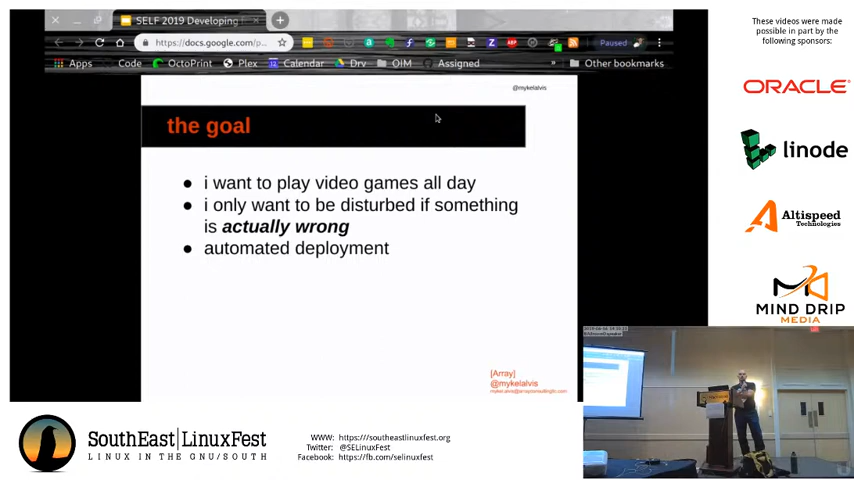 These videos were made
possible in part by the
following sponsors:
SELF 2019 Developing
https://docs.google.com/p...
Paused
Apps
Code
OctoPrint
Plex
Calendar
Drv
OIM
Assigned
» Other bookmarks
@mykelalvis
the goal
● i want to play video games all day
● i only want to be disturbed if something
is actually wrong
● automated deployment
[Array]
@mykelalvis
ORACLE
linode
Altispeed
Technologies
MIND DRIP
MEDIA
SouthEast|LinuxFest
LINUX IN THE GNU/SOUTH
WWW: https://southeastlinuxfest.org
Twitter: @SELinuxFest
Facebook: https://fb.com/selinuxfest